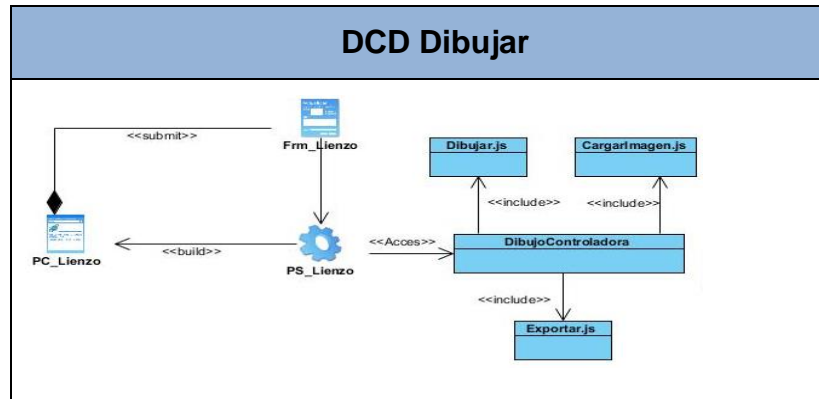 DCD Dibujar
<<submit>>
Frm_Lienzo
Dibujar.js
CargarImagen.js
<<include>>
<<include>>
PC_Lienzo
<<build>>
PS_Lienzo
<<Acces>>
DibujoControladora
<<include>>
Exportar.js